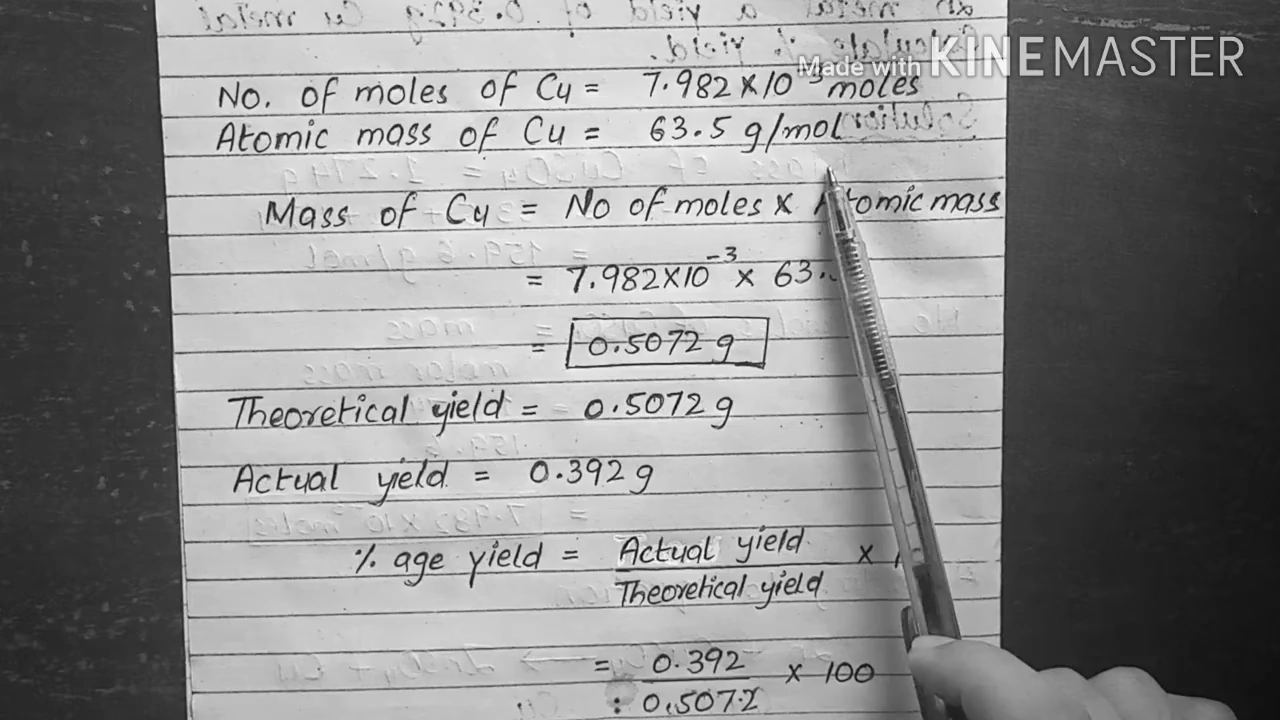 Made with KINEMASTER
No. of moles of Cu = 7.982 × 10⁻³ moles
Atomic mass of Cu = 63.5 g/mol
Mass of Cu = No of moles × Atomic mass
= 7.982 × 10⁻³ × 63.
= 0.5072 g
Theoretical yield = 0.5072 g
Actual yield = 0.392 g
% age yield = Actual yield / Theoretical yield ×
= 0.392 / 0.5072 × 100